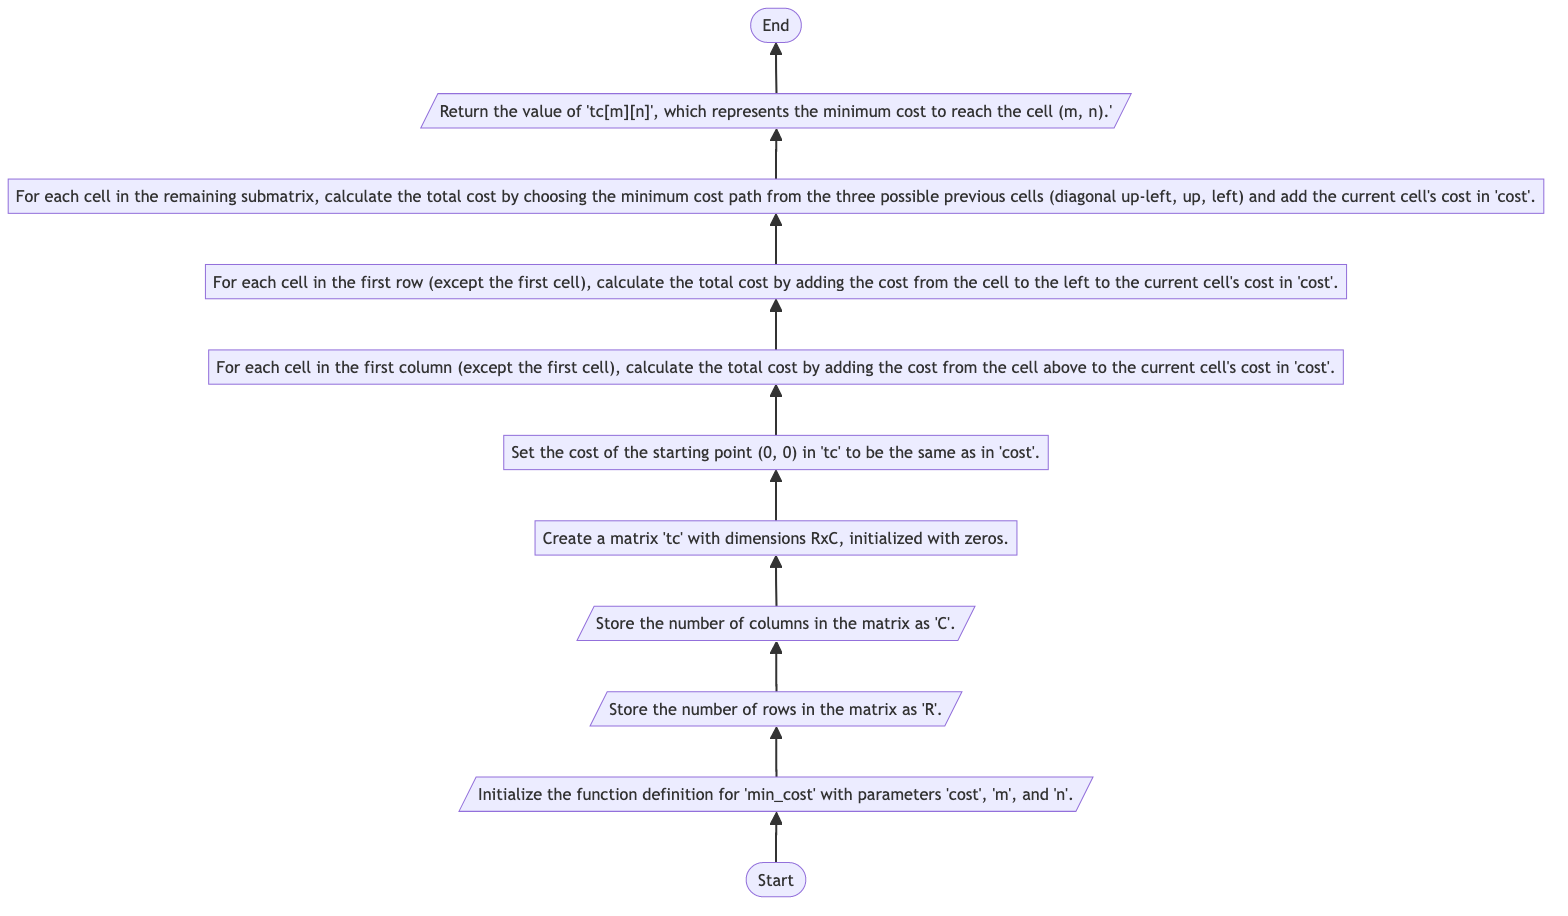 End
Return the value of 'tc[m][n]', which represents the minimum cost to reach the cell (m, n).'
For each cell in the remaining submatrix, calculate the total cost by choosing the minimum cost path from the three possible previous cells (diagonal up-left, up, left) and add the current cell's cost in 'cost'.
For each cell in the first row (except the first cell), calculate the total cost by adding the cost from the cell to the left to the current cell's cost in 'cost'.
For each cell in the first column (except the first cell), calculate the total cost by adding the cost from the cell above to the current cell's cost in 'cost'.
Set the cost of the starting point (0, 0) in 'tc' to be the same as in 'cost'.
Create a matrix 'tc' with dimensions RxC, initialized with zeros.
Store the number of columns in the matrix as 'C'.
Store the number of rows in the matrix as 'R'.
Initialize the function definition for 'min_cost' with parameters 'cost', 'm', and 'n'.
Start